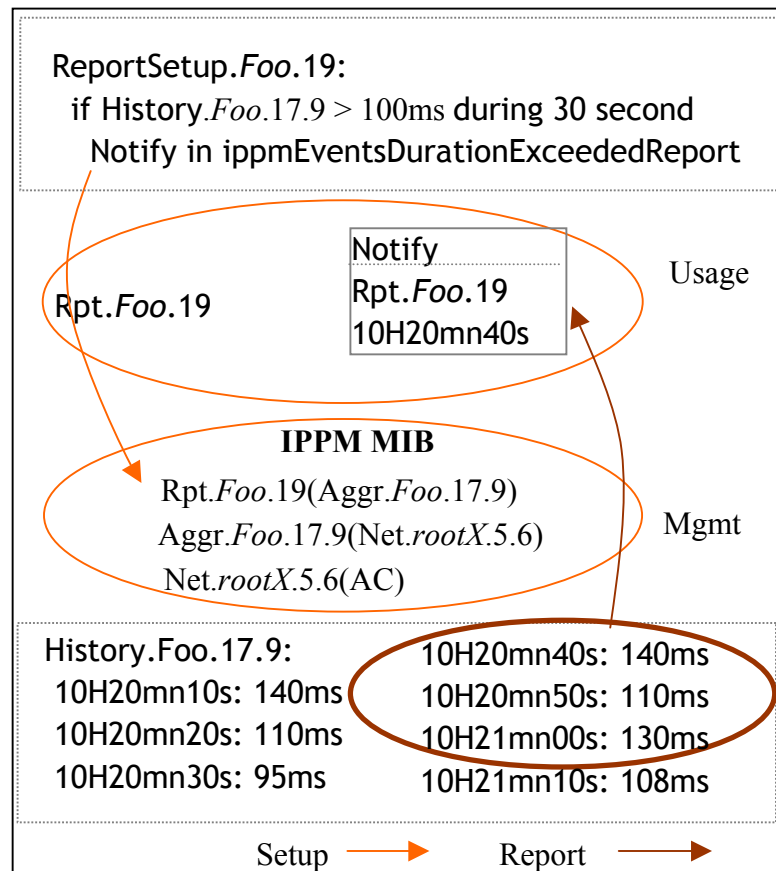 ReportSetup.Foo.19:
if History.Foo.17.9 > 100ms during 30 second
Notify in ippmEventsDurationExceededReport
Notify
Usage
Rpt.Foo.19
Rpt.Foo.19
10H20mn40s
IPPM MIB
Rpt.Foo.19(Aggr.Foo.17.9)
Aggr.Foo.17.9(Net.rootX.5.6)
Mgmt
Net.rootX.5.6(AC)
History.Foo.17.9:
10H20mn10s: 140ms
10H20mn20s: 110ms
10H20mn30s: 95ms
10H20mn40s: 140ms
10H20mn50s: 110ms
10H21mn00s: 130ms
10H21mn10s: 108ms
Setup
Report